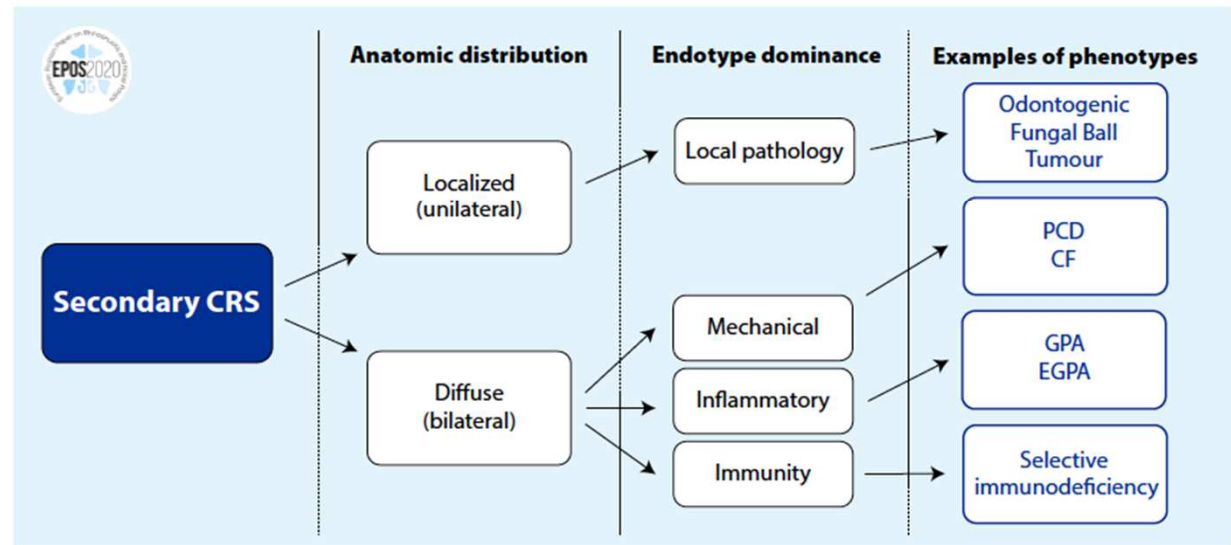 EPOS2020
Anatomic distribution
Endotype dominance
Examples of phenotypes
Secondary CRS
Localized
(unilateral)
Diffuse
(bilateral)
Local pathology
Mechanical
Inflammatory
Immunity
Odontogenic
Fungal Ball
Tumour
PCD
CF
GPA
EGPA
Selective
immunodeficiency